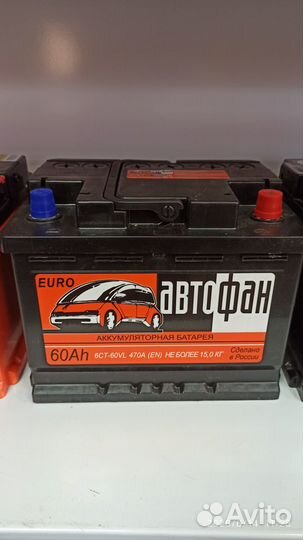 EURO
автофан
АККУМУЛЯТОРНАЯ БАТАРЕЯ
60Ah
6СТ-60VL 470A (EN) НЕ БОЛЕЕ 15,0 КГ
Сделано
в России
Avito